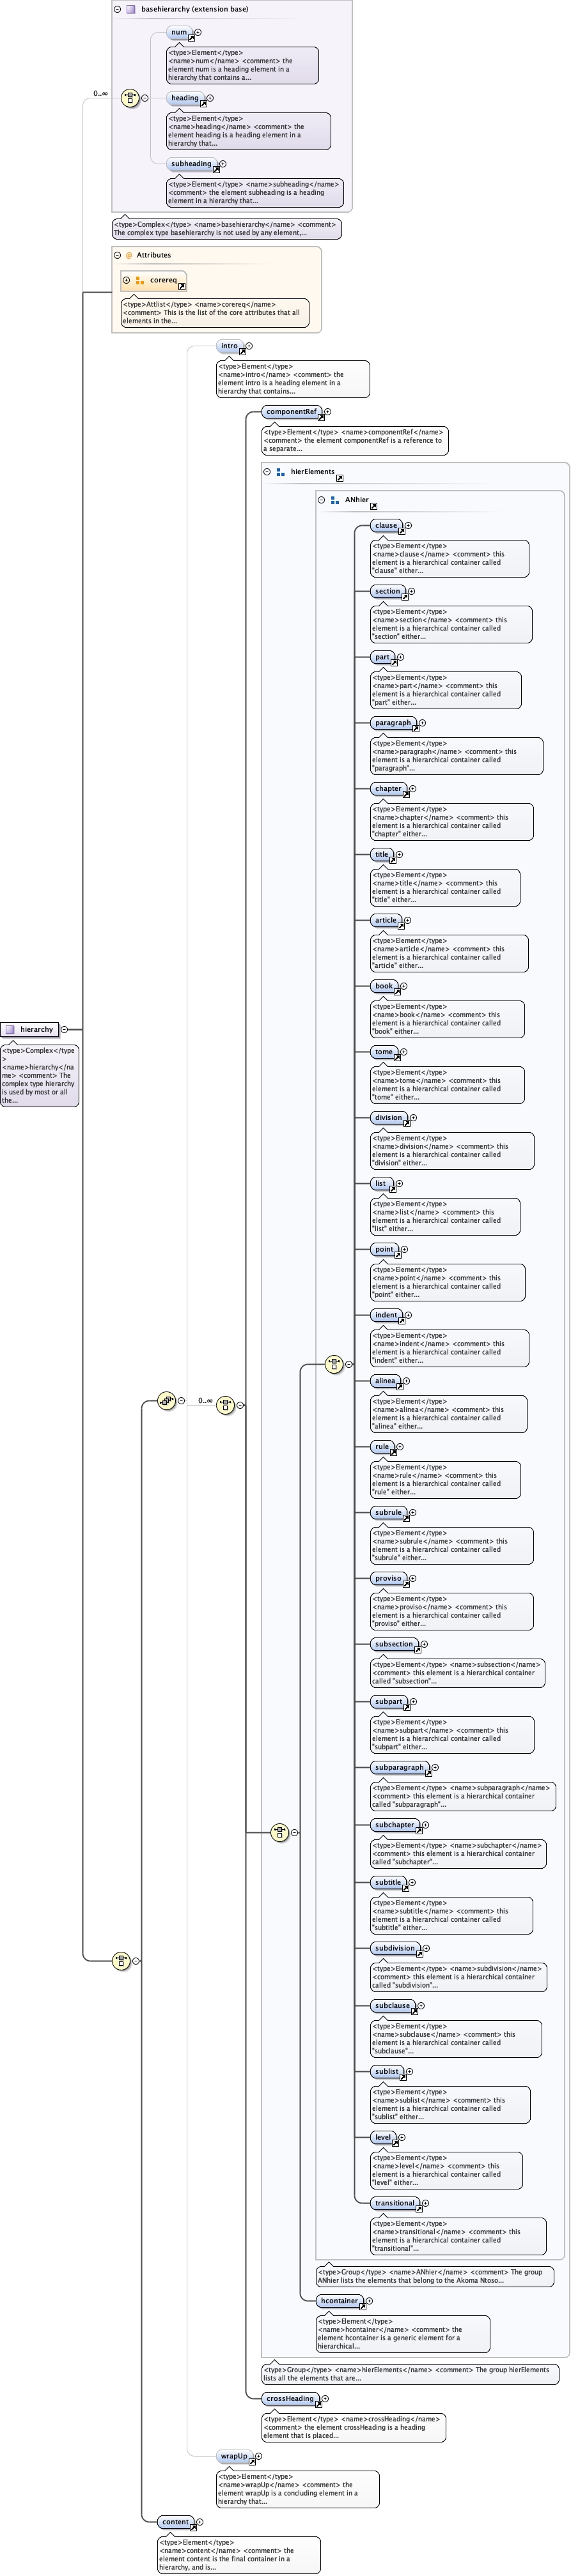 basehierarchy (extension base)
num
<type>Element</type>
<name>num</name> <comment> the
element num is a heading element in a
hierarchy that contains a...
0..∞
heading
<type>Element</type>
<name>heading</name> <comment> the
element heading is a heading element in a
hierarchy that...
subheading
<type>Element</type> <name>subheading</name>
<comment> the element subheading is a heading
element in a hierarchy that...
<type>Complex</type> <name>basehierarchy</name> <comment>
The complex type basehierarchy is not used by any element,...
@ Attributes
corereq
<type>Attlist</type> <name>corereq</name>
<comment> This is the list of the core attributes that all
elements in the...
intro
<type>Element</type>
<name>intro</name> <comment> the
element intro is a heading element in a
hierarchy that contains...
componentRef
<type>Element</type> <name>componentRef</name>
<comment> the element componentRef is a reference
to a separate...
hierElements
ANhier
clause
<type>Element</type>
<name>clause</name> <comment> this
element is a hierarchical container called
"clause" either...
section
<type>Element</type>
<name>section</name> <comment> this
element is a hierarchical container called
"section" either...
part
<type>Element</type>
<name>part</name> <comment> this
element is a hierarchical container called
"part" either...
paragraph
<type>Element</type>
<name>paragraph</name> <comment> this
element is a hierarchical container called
"paragraph"...
chapter
<type>Element</type>
<name>chapter</name> <comment> this
element is a hierarchical container called
"chapter" either...
title
<type>Element</type>
<name>title</name> <comment> this
element is a hierarchical container called
"title" either...
article
<type>Element</type>
<name>article</name> <comment> this
element is a hierarchical container called
"article" either...
book
<type>Element</type>
<name>book</name> <comment> this
element is a hierarchical container called
"book" either...
hierarchy
<type>Complex</type
>
<name>hierarchy</na
me> <comment> The
complex type hierarchy
is used by most or all
the...
tome
<type>Element</type>
<name>tome</name> <comment> this
element is a hierarchical container called
"tome" either...
division
<type>Element</type>
<name>division</name> <comment> this
element is a hierarchical container called
"division" either...
list
<type>Element</type>
<name>list</name> <comment> this
element is a hierarchical container called
"list" either...
point
<type>Element</type>
<name>point</name> <comment> this
element is a hierarchical container called
"point" either...
indent
<type>Element</type>
<name>indent</name> <comment> this
element is a hierarchical container called
"indent" either...
alinea
<type>Element</type>
<name>alinea</name> <comment> this
element is a hierarchical container called
"alinea" either...
0..∞
rule
<type>Element</type>
<name>rule</name> <comment> this
element is a hierarchical container called
"rule" either...
subrule
<type>Element</type>
<name>subrule</name> <comment> this
element is a hierarchical container called
"subrule" either...
proviso
<type>Element</type>
<name>proviso</name> <comment> this
element is a hierarchical container called
"proviso" either...
subsection
<type>Element</type> <name>subsection</name>
<comment> this element is a hierarchical container
called "subsection"...
subpart
<type>Element</type>
<name>subpart</name> <comment> this
element is a hierarchical container called
"subpart" either...
subparagraph
<type>Element</type> <name>subparagraph</name>
<comment> this element is a hierarchical container
called "subparagraph"...
subchapter
<type>Element</type> <name>subchapter</name>
<comment> this element is a hierarchical container
called "subchapter"...
subtitle
<type>Element</type>
<name>subtitle</name> <comment> this
element is a hierarchical container called
"subtitle" either...
subdivision
<type>Element</type> <name>subdivision</name>
<comment> this element is a hierarchical container
called "subdivision"...
subclause
<type>Element</type>
<name>subclause</name> <comment> this
element is a hierarchical container called
"subclause"...
sublist
<type>Element</type>
<name>sublist</name> <comment> this
element is a hierarchical container called
"sublist" either...
level
<type>Element</type>
<name>level</name> <comment> this
element is a hierarchical container called
"level" either...
transitional
<type>Element</type>
<name>transitional</name> <comment> this
element is a hierarchical container called
"transitional"...
<type>Group</type> <name>ANhier</name> <comment> The group
ANhier lists the elements that belong to the Akoma Ntoso...
hcontainer
<type>Element</type>
<name>hcontainer</name> <comment> the
element hcontainer is a generic element for a
hierarchical...
<type>Group</type> <name>hierElements</name> <comment> The group hierElements
lists all the elements that are...
crossHeading
<type>Element</type> <name>crossHeading</name>
<comment> the element crossHeading is a heading
element that is placed...
wrapUp
<type>Element</type>
<name>wrapUp</name> <comment> the
element wrapUp is a concluding element in a
hierarchy that...
content
<type>Element</type>
<name>content</name> <comment> the
element content is the final container in a
hierarchy, and is...